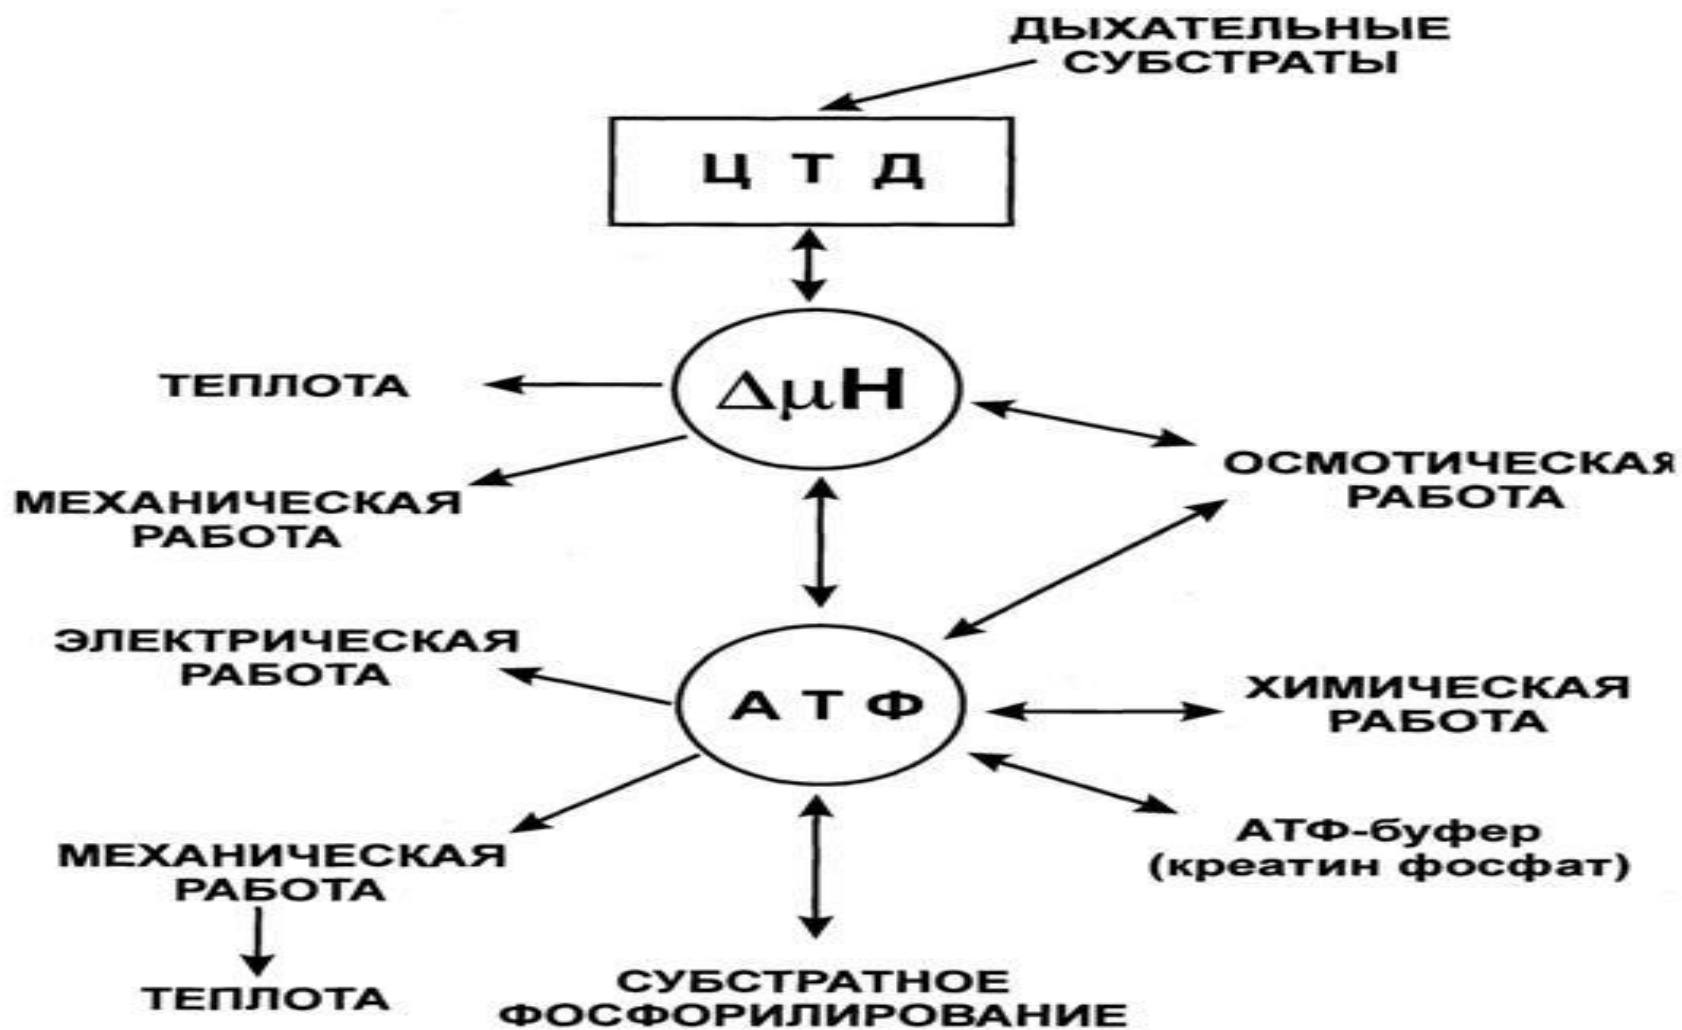 ДЫХАТЕЛЬНЫЕ
СУБСТРАТЫ
Ц Т Д
ΔμН
ТЕПЛОТА
МЕХАНИЧЕСКАЯ
РАБОТА
ОСМОТИЧЕСКАЯ
РАБОТА
ЭЛЕКТРИЧЕСКАЯ
РАБОТА
А Т Ф
ХИМИЧЕСКАЯ
РАБОТА
АТФ-буфер
(креатин фосфат)
МЕХАНИЧЕСКАЯ
РАБОТА
ТЕПЛОТА
СУБСТРАТНОЕ
ФОСФОРИЛИРОВАНИЕ